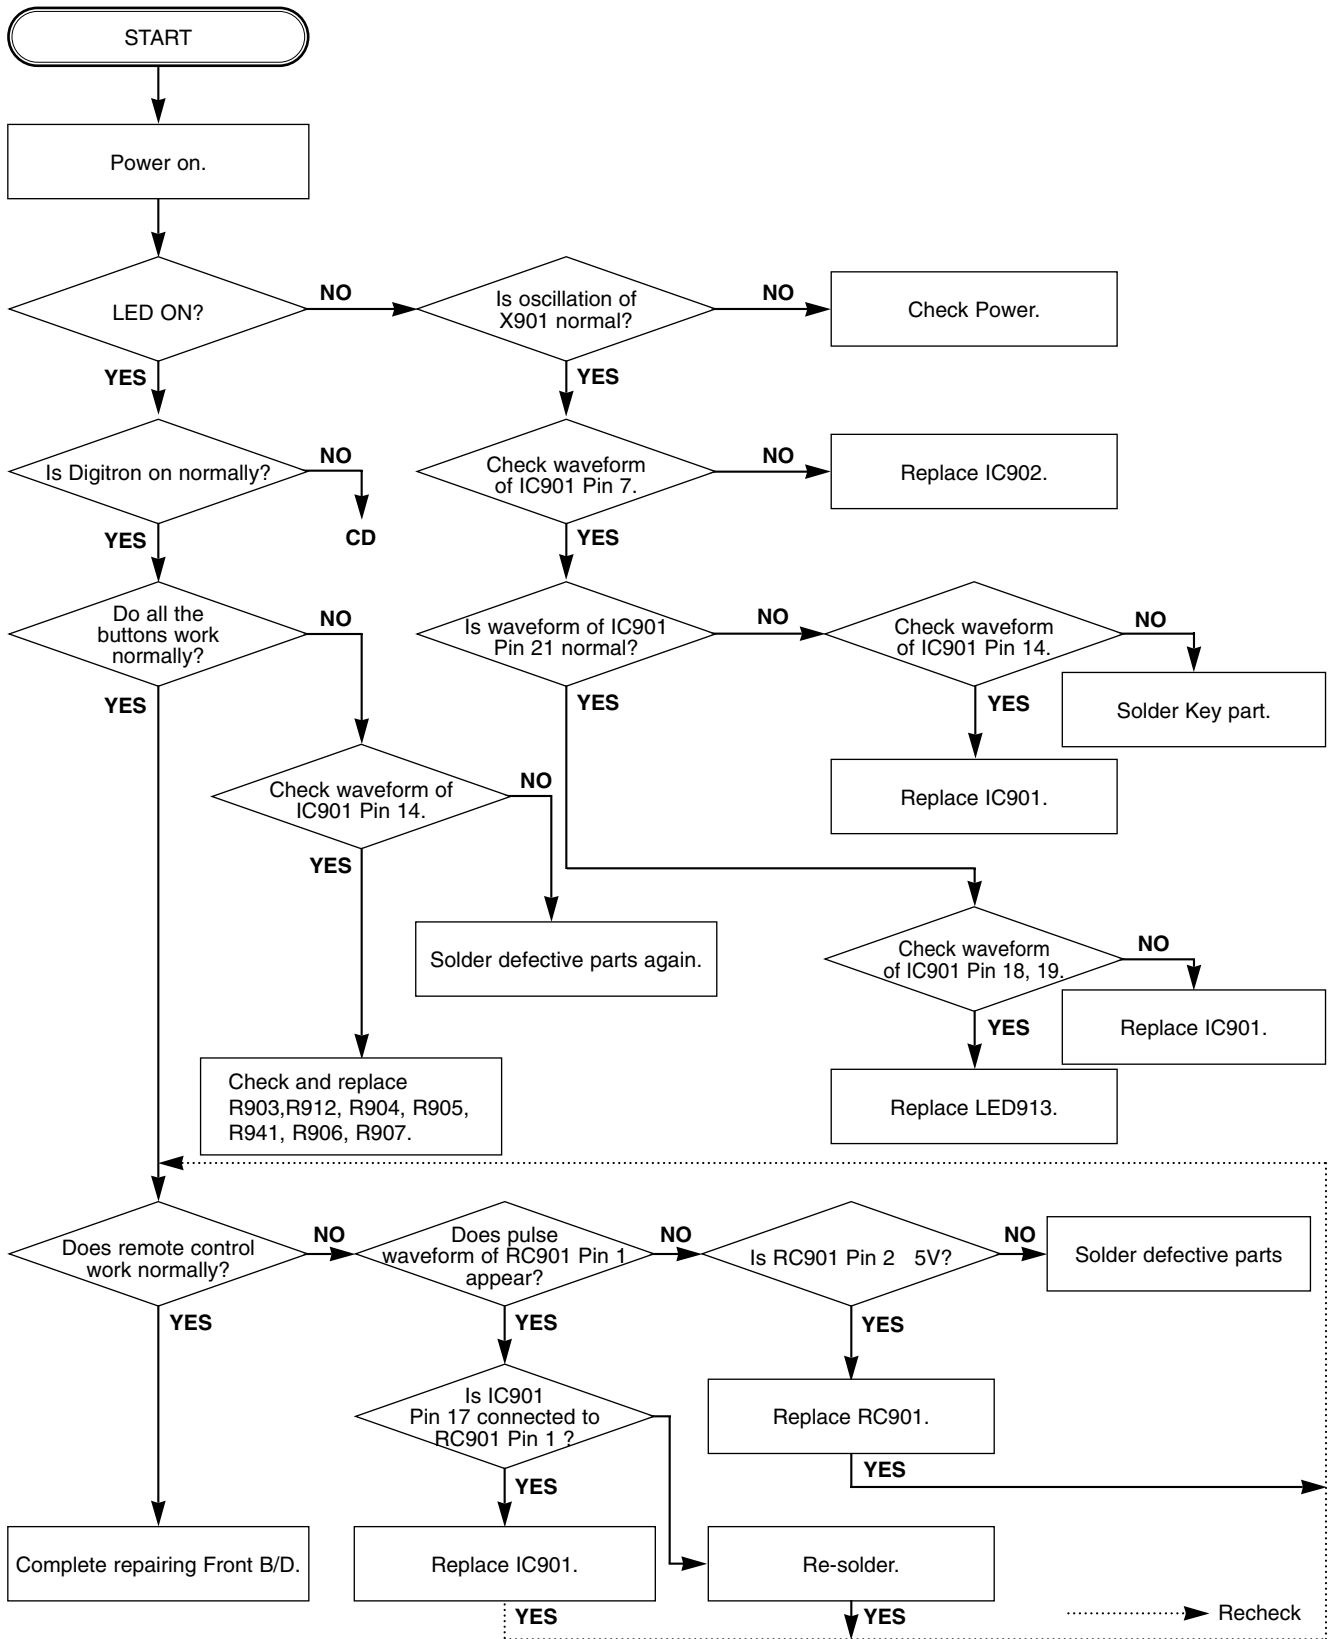 START
Power on.
LED ON?
NO
Is oscillation of
X901 normal?
NO
Check Power.
YES
YES
Is Digitron on normally?
NO
CD
Check waveform
of IC901 Pin 7.
NO
Replace IC902.
YES
YES
Do all the
buttons work
normally?
NO
Is waveform of IC901
Pin 21 normal?
NO
Check waveform
of IC901 Pin 14.
NO
Solder Key part.
YES
YES
YES
Replace IC901.
Check waveform of
IC901 Pin 14.
NO
YES
Solder defective parts again.
Check waveform
of IC901 Pin 18, 19.
NO
Replace IC901.
YES
Replace LED913.
Check and replace
R903,R912, R904, R905,
R941, R906, R907.
Does remote control
work normally?
NO
Does pulse
waveform of RC901 Pin 1
appear?
NO
Is RC901 Pin 2 5V?
NO
Solder defective parts
YES
YES
YES
Is IC901
Pin 17 connected to
RC901 Pin 1 ?
Replace RC901.
YES
YES
Complete repairing Front B/D.
Replace IC901.
Re-solder.
YES
YES
Recheck